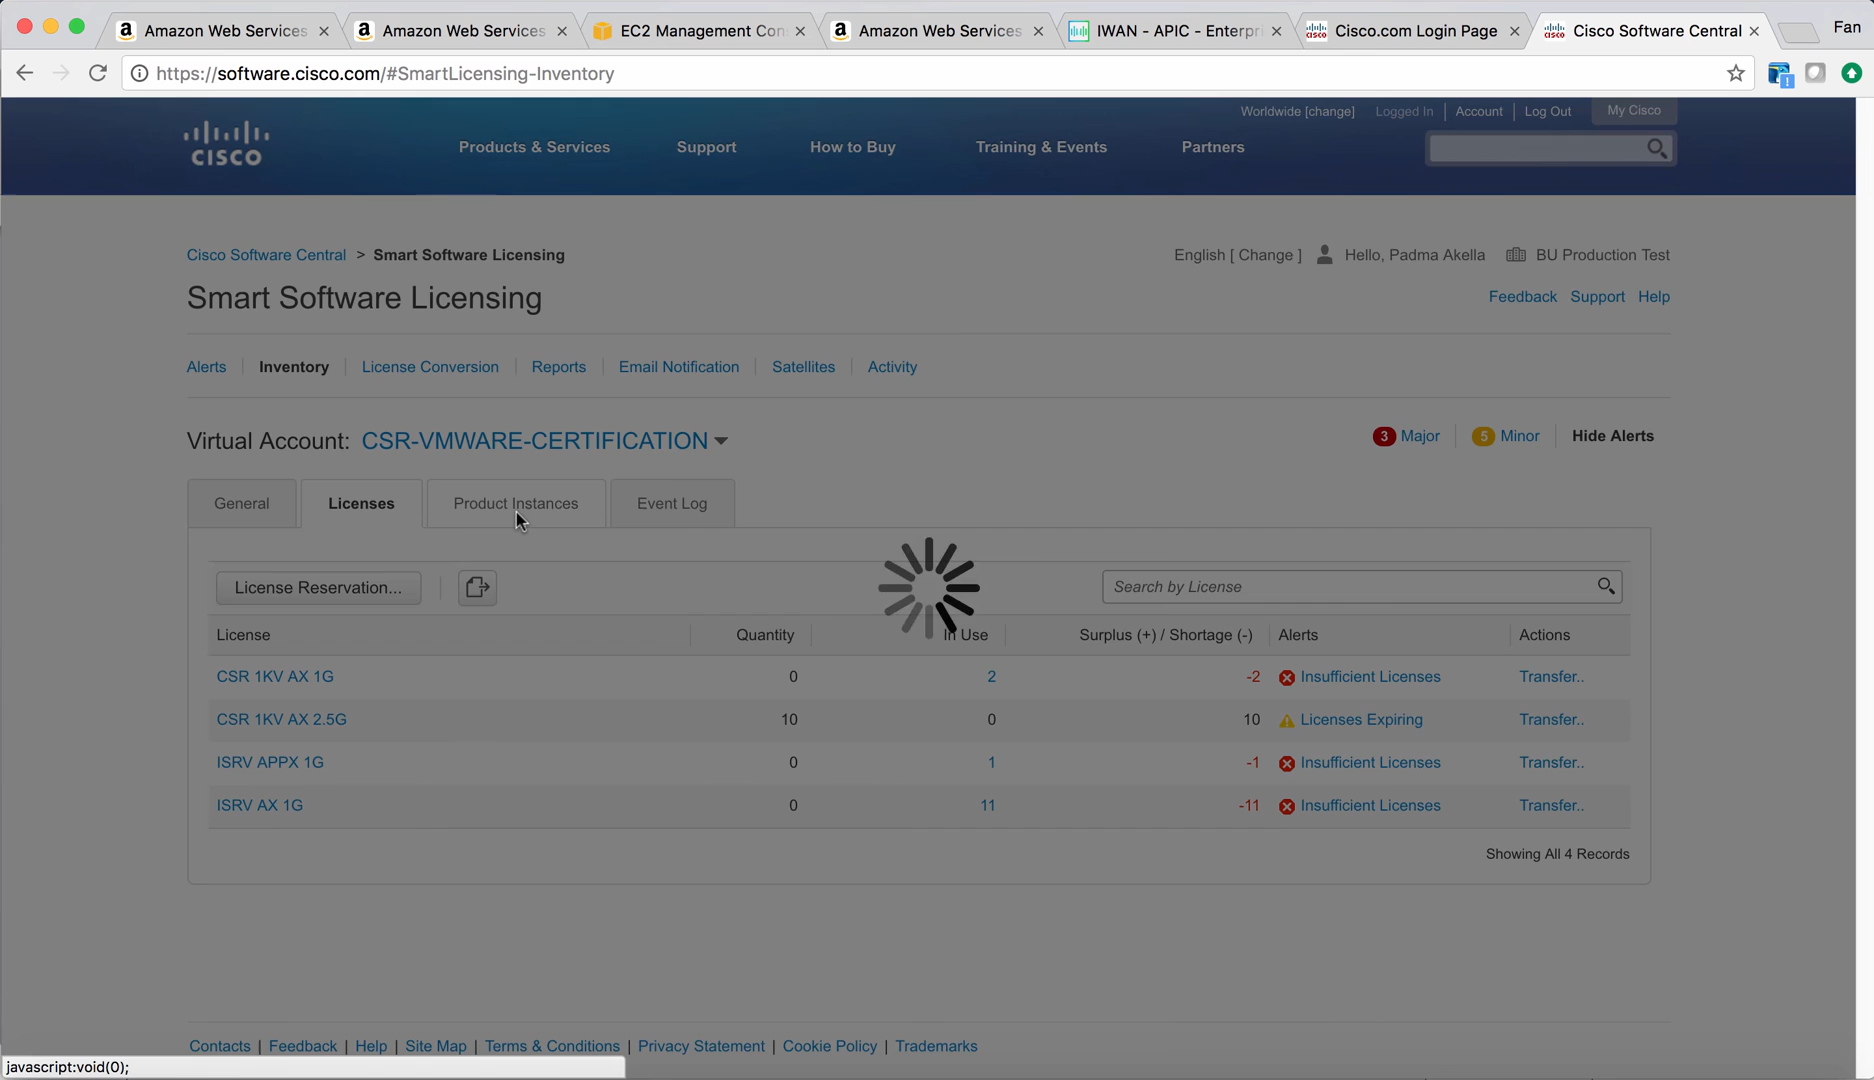 Amazon Web Services
Amazon Web Services
EC2 Management Con
Amazon Web Services
IWAN - APIC - Enterpri
Cisco.com Login Page
Cisco Software Central
Fan
https://software.cisco.com/#SmartLicensing-Inventory
Worldwide [change]
Logged In
Account
Log Out
My Cisco
CISCO
Products & Services
Support
How to Buy
Training & Events
Partners
Cisco Software Central > Smart Software Licensing
English [ Change ]
Hello, Padma Akella
BU Production Test
Smart Software Licensing
Feedback
Support
Help
Alerts
Inventory
License Conversion
Reports
Email Notification
Satellites
Activity
Virtual Account: CSR-VMWARE-CERTIFICATION
3 Major
5 Minor
Hide Alerts
General
Licenses
Product Instances
Event Log
License Reservation...
Search by License
License Quantity In Use Surplus (+) / Shortage (-) Alerts Actions
CSR 1KV AX 1G 0 2 -2 Insufficient Licenses Transfer..
CSR 1KV AX 2.5G 10 0 10 Licenses Expiring Transfer..
ISRV APPX 1G 0 1 -1 Insufficient Licenses Transfer..
ISRV AX 1G 0 11 -11 Insufficient Licenses Transfer..
Showing All 4 Records
Contacts | Feedback | Help | Site Map | Terms & Conditions | Privacy Statement | Cookie Policy | Trademarks
javascript:void(0);